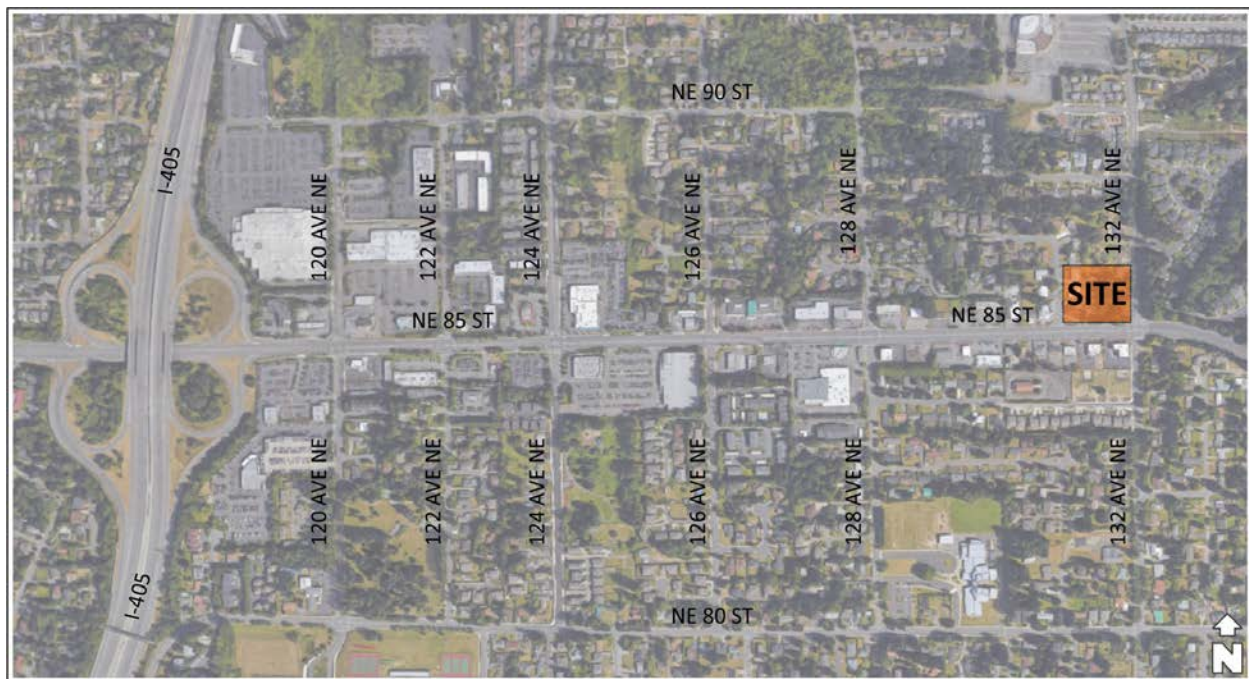 NE 90 ST
I-405
120 AVE NE
122 AVE NE
124 AVE NE
126 AVE NE
128 AVE NE
132 AVE NE
SITE
NE 85 ST
NE 85 ST
120 AVE NE
122 AVE NE
124 AVE NE
126 AVE NE
128 AVE NE
132 AVE NE
I-405
NE 80 ST
N